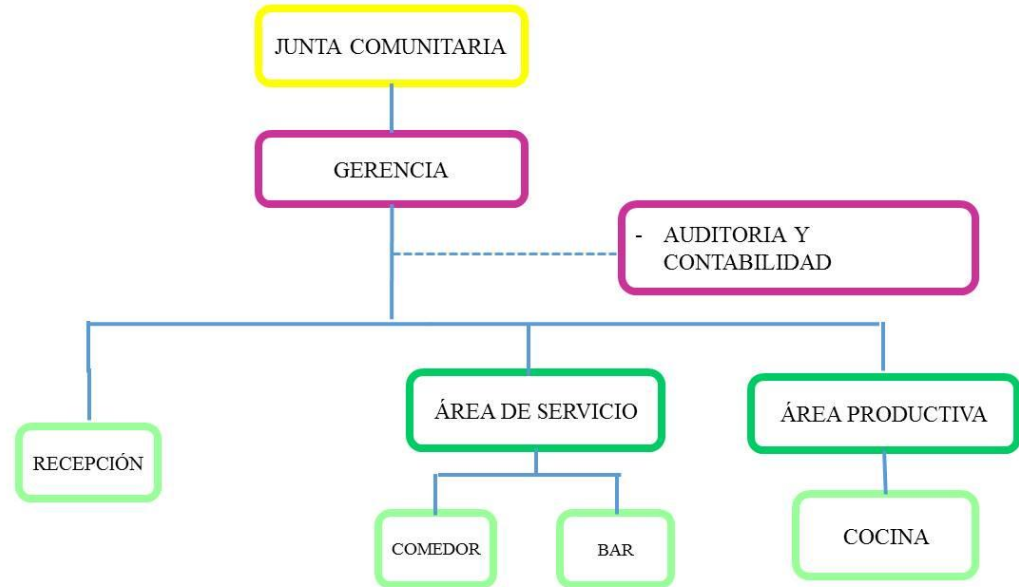 JUNTA COMUNITARIA
GERENCIA
- AUDITORIA Y
CONTABILIDAD
ÁREA DE SERVICIO
ÁREA PRODUCTIVA
RECEPCIÓN
COMEDOR
BAR
COCINA